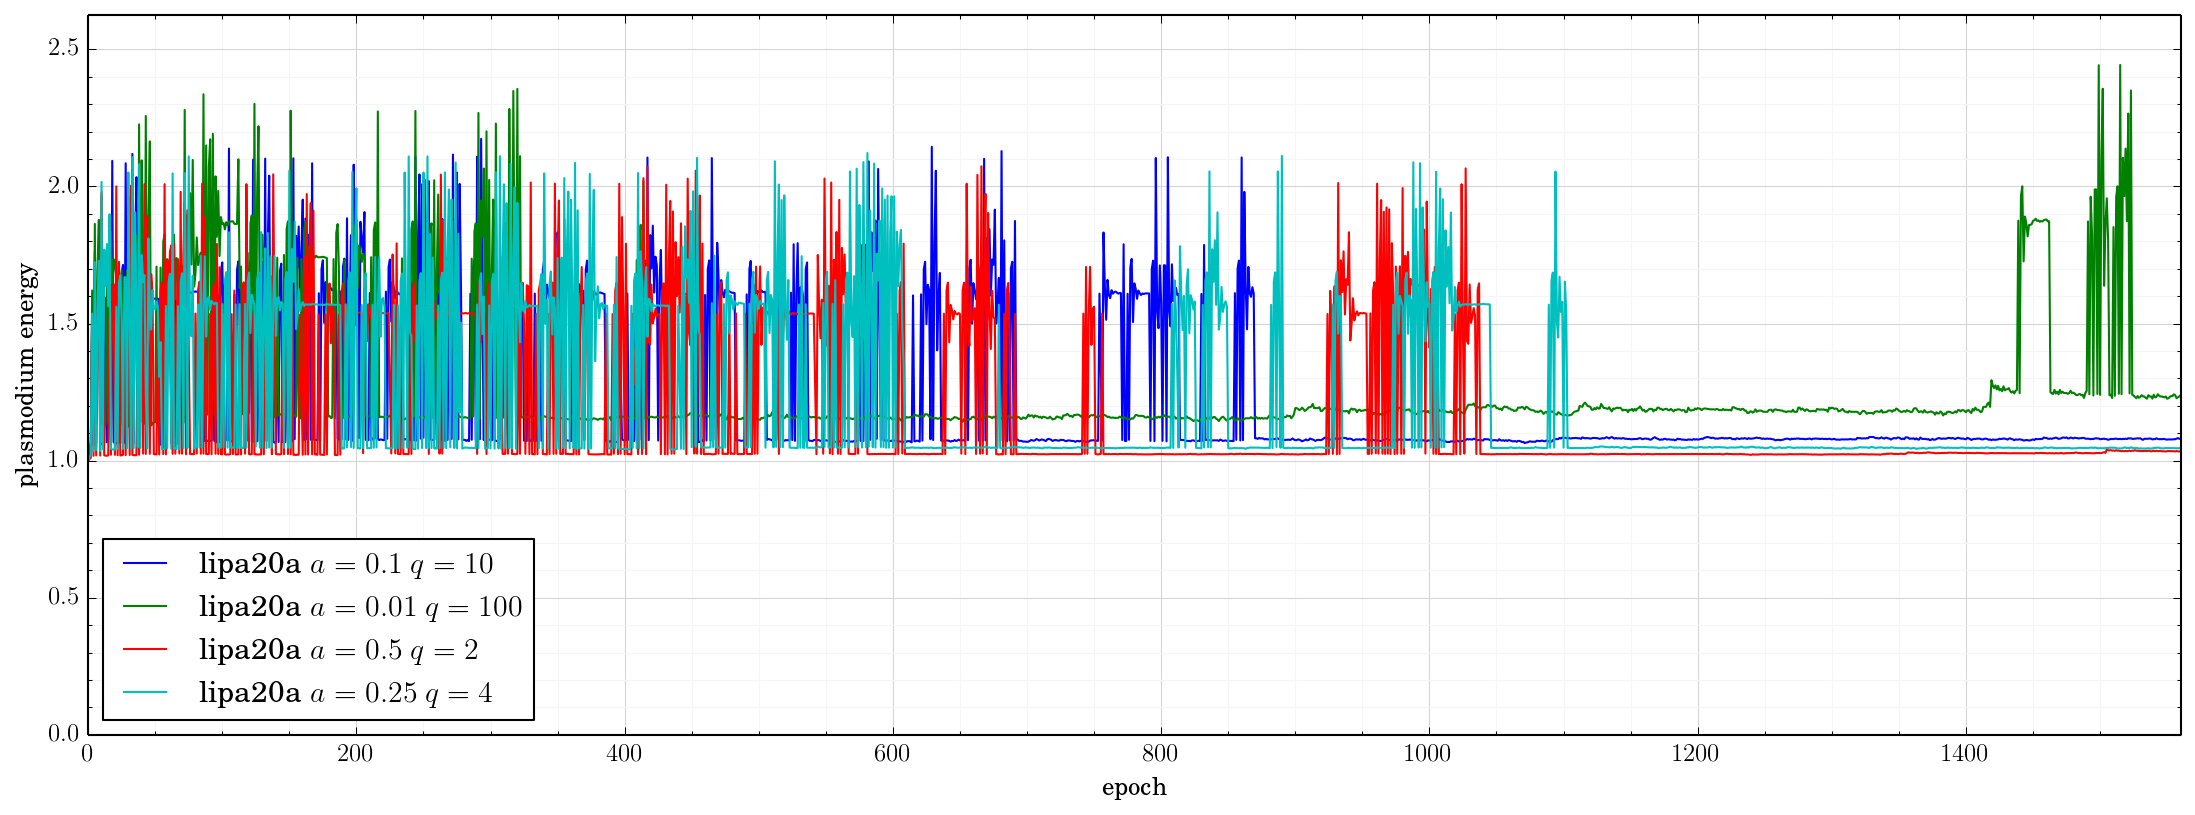 plasmodium energy
2.5
2.0
1.5
1.0
0.5
0.0
lipa20a a = 0.1 q = 10
lipa20a a = 0.01 q = 100
lipa20a a = 0.5 q = 2
lipa20a a = 0.25 q = 4
0 200 400 600 800 1000 1200 1400
epoch